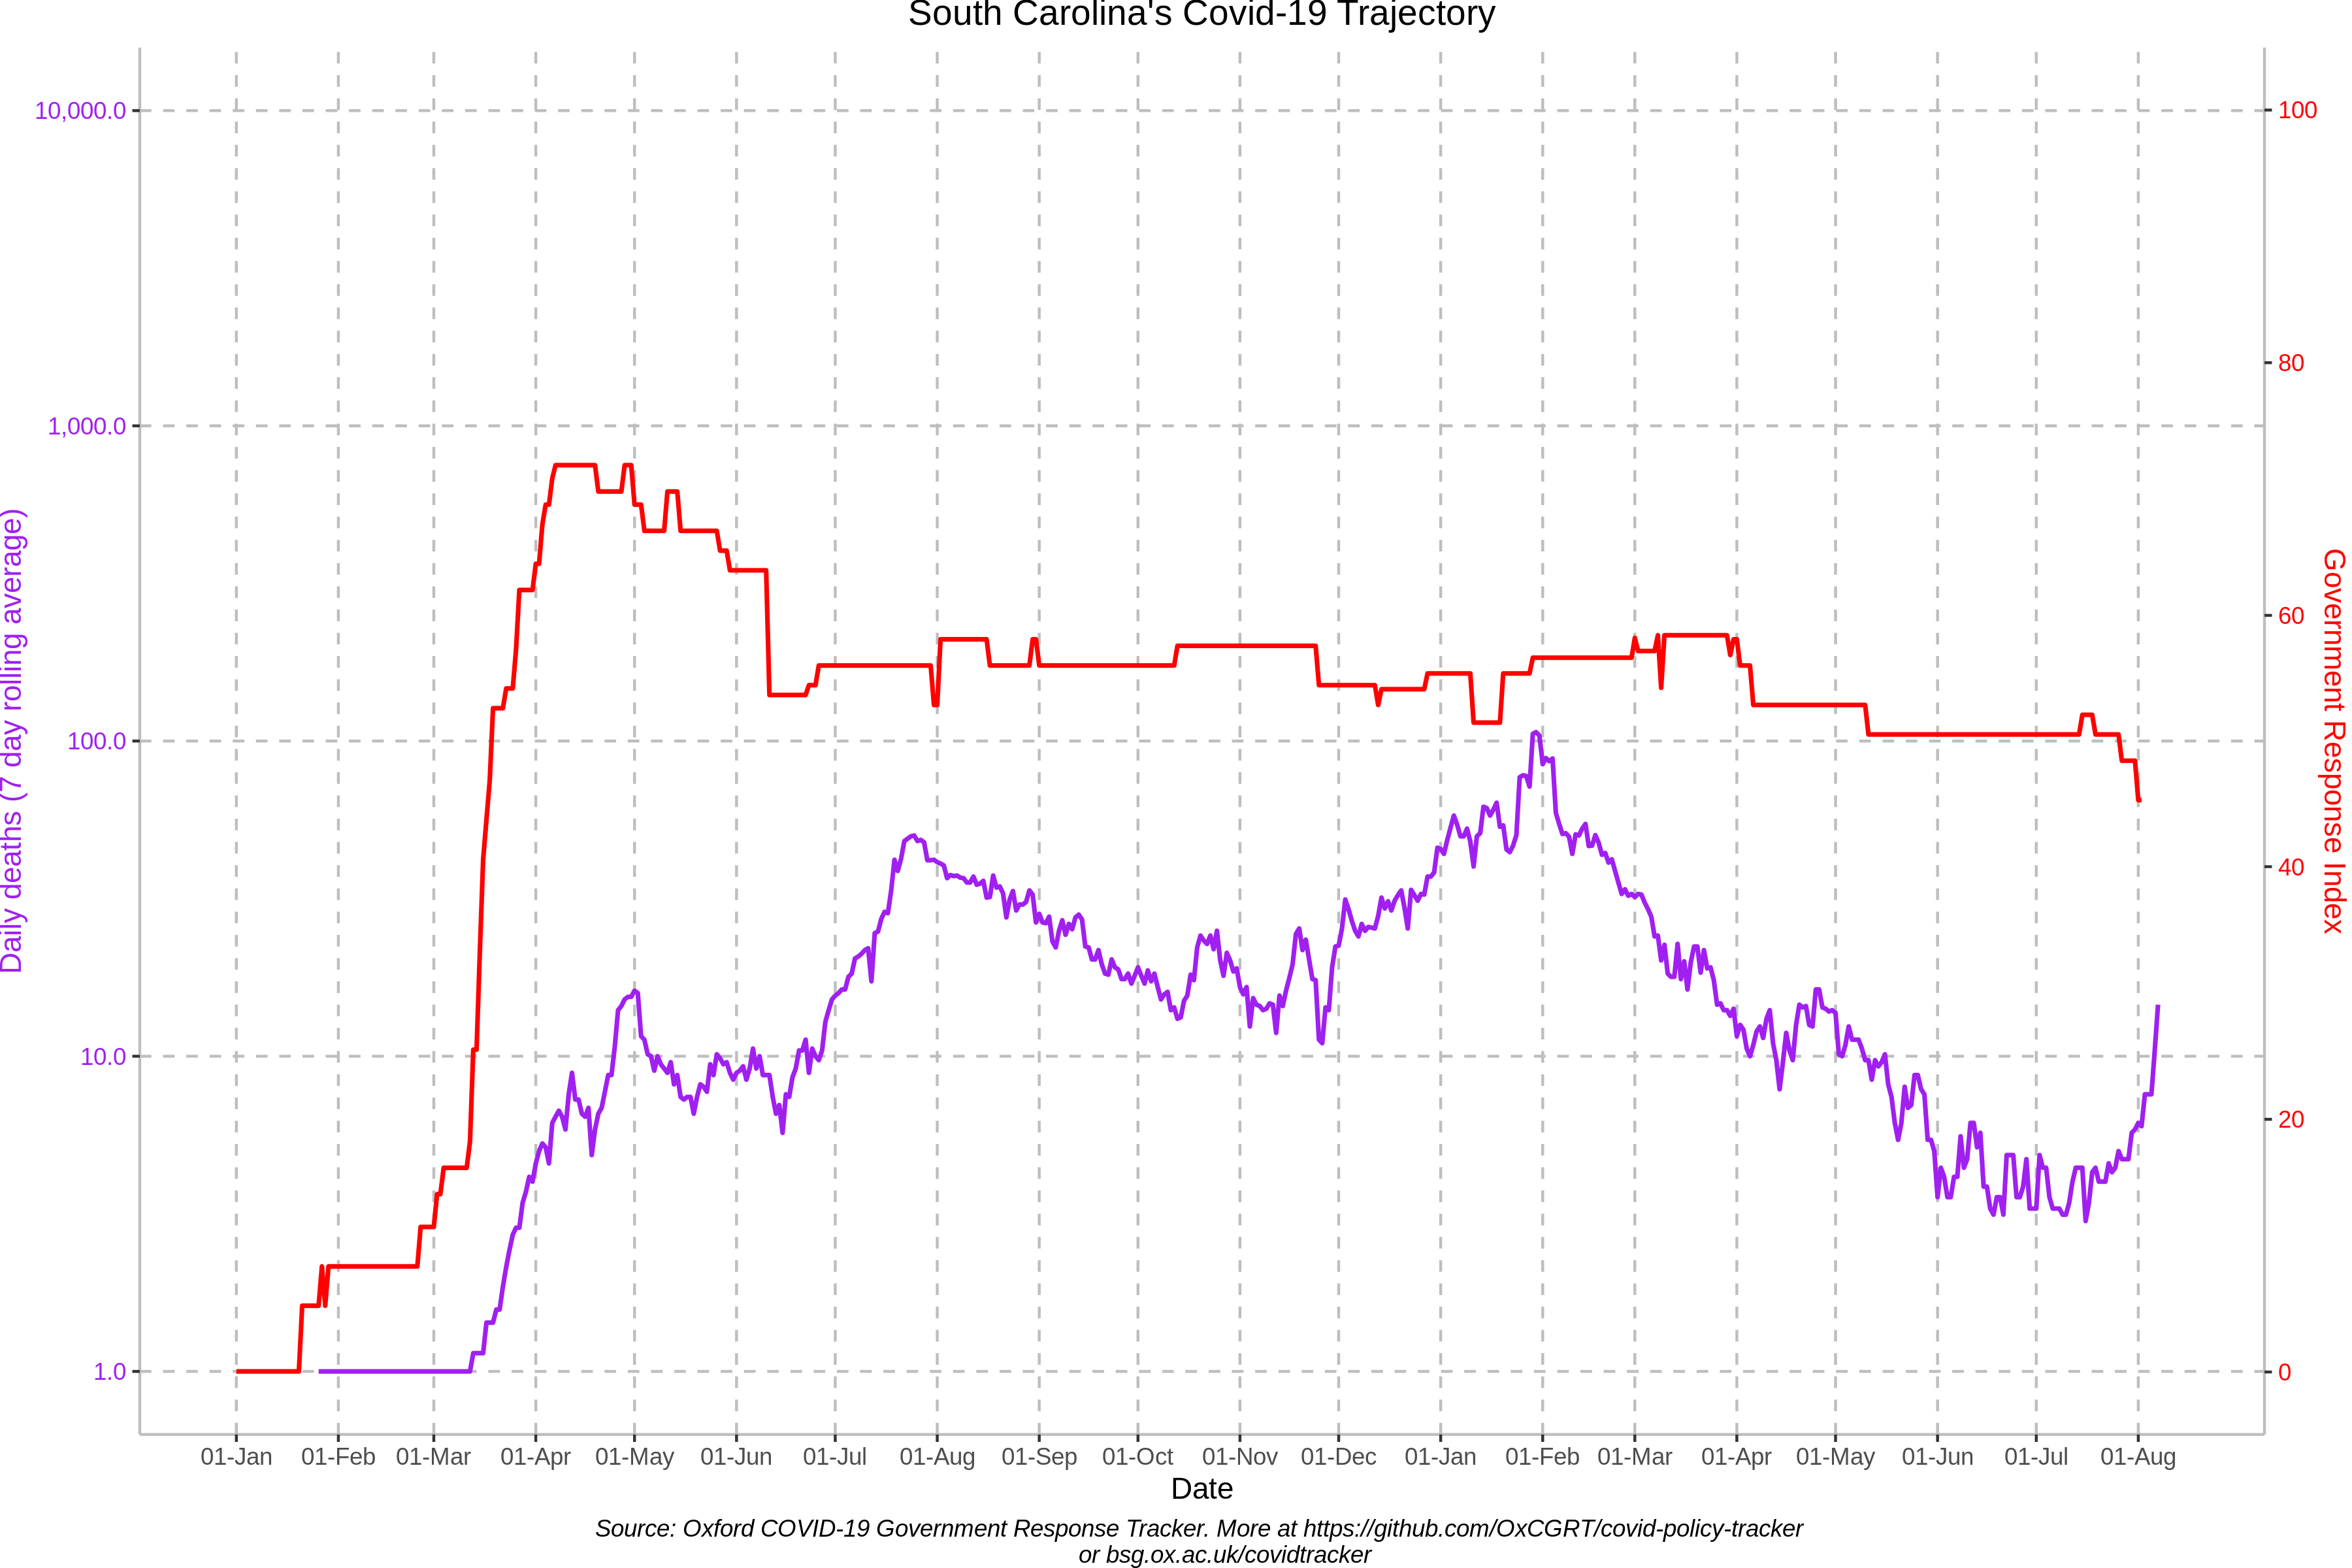 South Carolina's Covid-19 Trajectory
10,000.0
1,000.0
100.0
10.0
1.0
Daily deaths (7 day rolling average)
100
80
60
40
20
0
Government Response Index
01-Jan 01-Feb 01-Mar 01-Apr 01-May 01-Jun 01-Jul 01-Aug 01-Sep 01-Oct 01-Nov 01-Dec 01-Jan 01-Feb 01-Mar 01-Apr 01-May 01-Jun 01-Jul 01-Aug
Date
Source: Oxford COVID-19 Government Response Tracker. More at https://github.com/OxCGRT/covid-policy-tracker
or bsg.ox.ac.uk/covidtracker